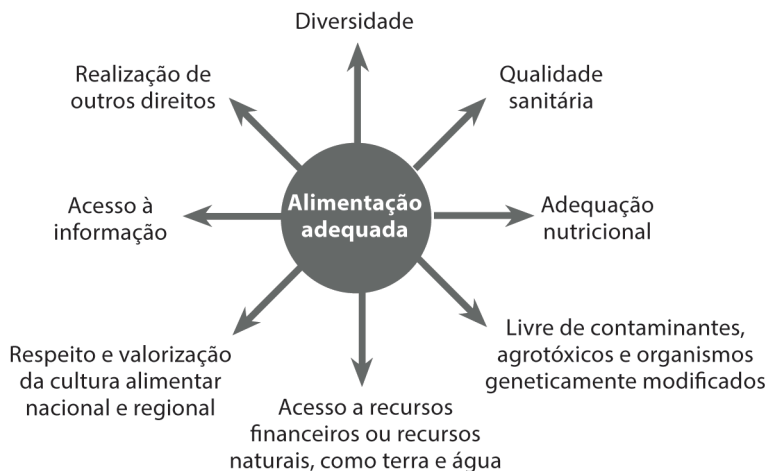 Diversidade
Realização de
outros direitos
Qualidade
sanitária
Alimentação
adequada
Acesso à
informação
Adequação
nutricional
Respeito e valorização
da cultura alimentar
nacional e regional
Acesso a recursos
financeiros ou recursos
naturais, como terra e água
Livre de contaminantes,
agrotóxicos e organismos
geneticamente modificados